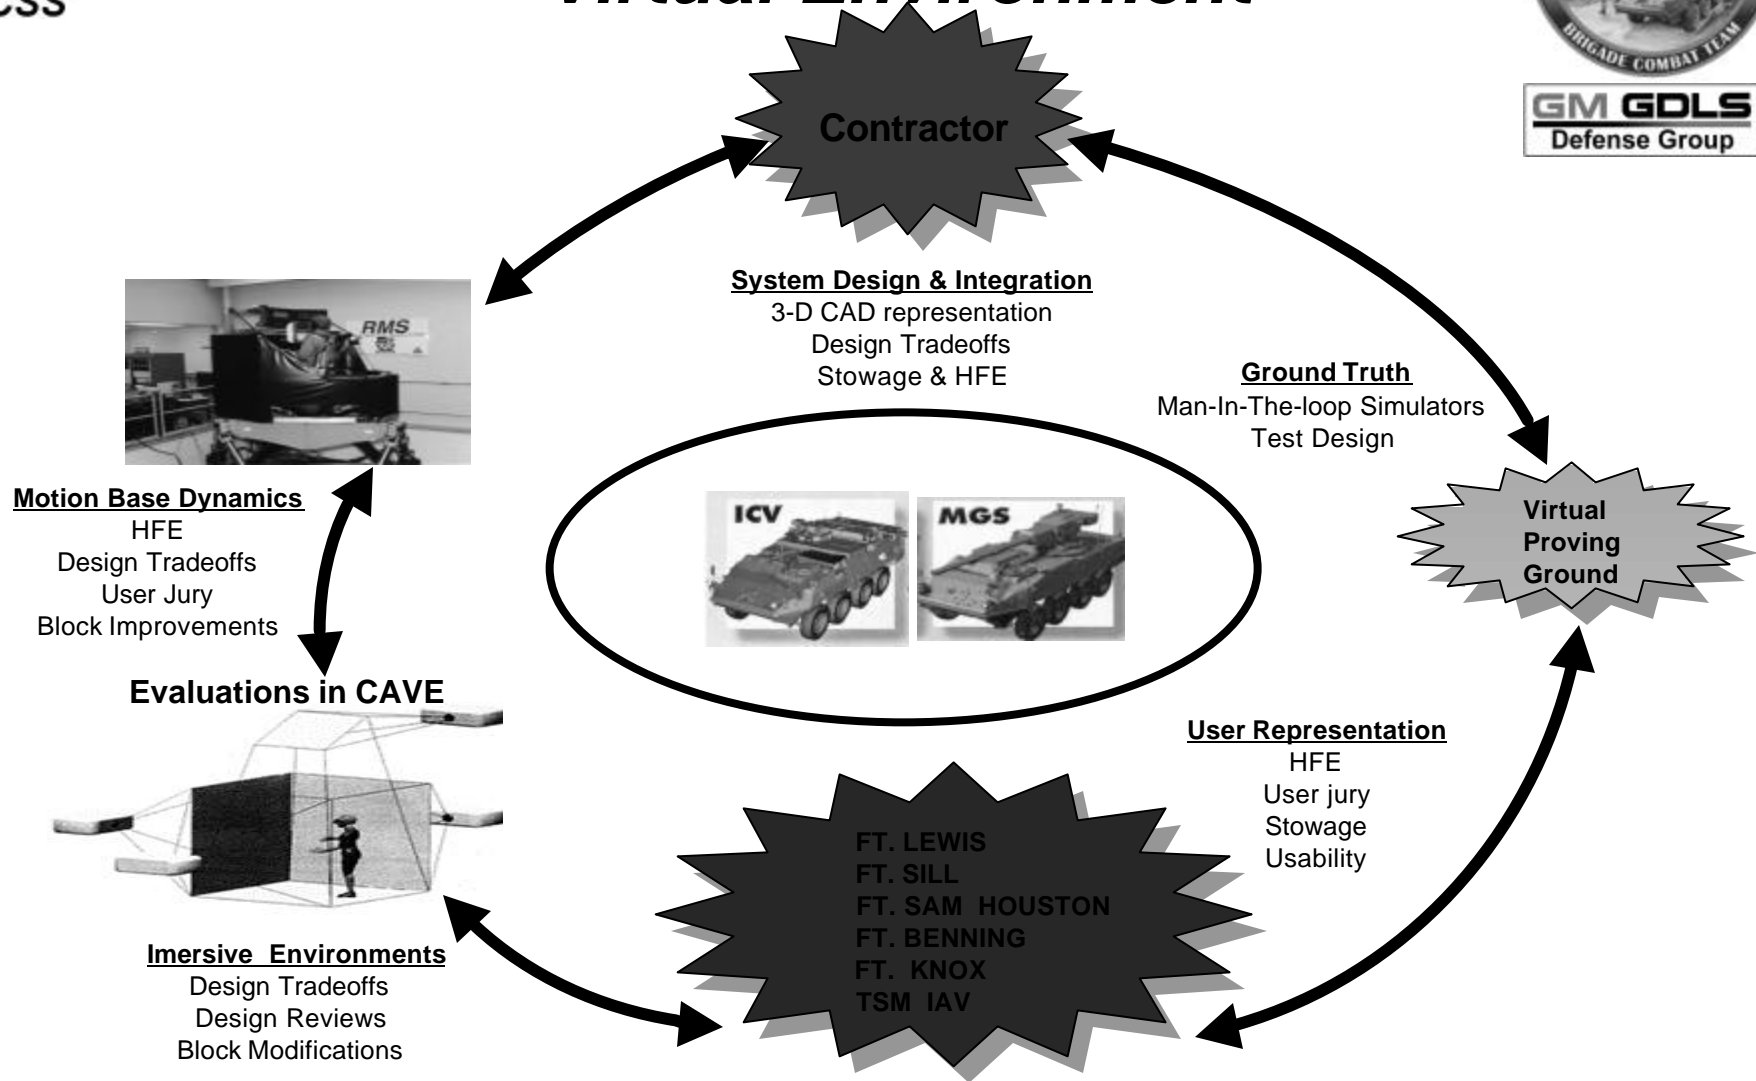 Virtual Environment
BRIGADE COMBAT TEAM
GM GDLS
Defense Group
Contractor
System Design & Integration
3-D CAD representation
Design Tradeoffs
Stowage & HFE
RMS
Ground Truth
Man-In-The-loop Simulators
Test Design
Motion Base Dynamics
HFE
Design Tradeoffs
User Jury
Block Improvements
ICV
MGS
Virtual
Proving
Ground
Evaluations in CAVE
User Representation
HFE
User jury
Stowage
Usability
FT. LEWIS
FT. SILL
FT. SAM HOUSTON
FT. BENNING
FT. KNOX
TSM IAV
Imersive Environments
Design Tradeoffs
Design Reviews
Block Modifications